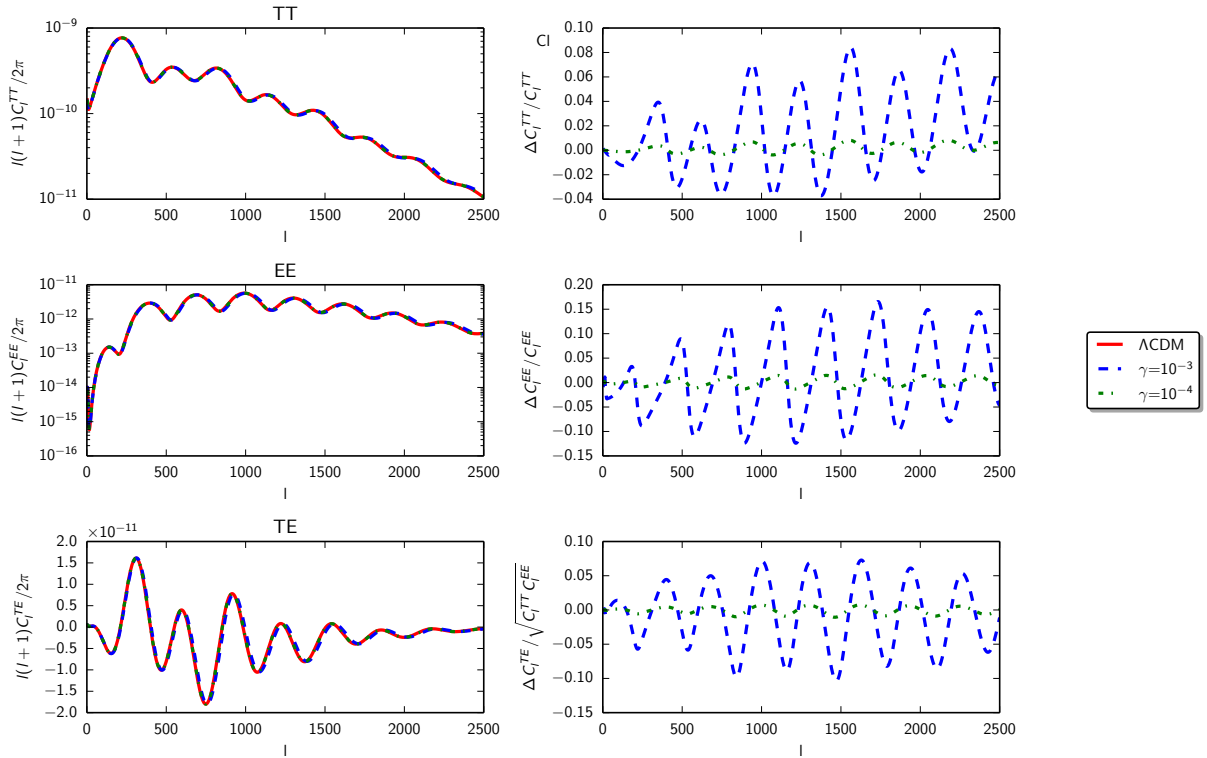 TT
l(l+1)C_l^{TT}/2π
10⁻⁹
10⁻¹⁰
10⁻¹¹
0 500 1000 1500 2000 2500
l
Cl
ΔC_l^{TT}/C_l^{TT}
0.10
0.08
0.06
0.04
0.02
0.00
−0.02
−0.04
0 500 1000 1500 2000 2500
l
EE
l(l+1)C_l^{EE}/2π
10⁻¹¹
10⁻¹²
10⁻¹³
10⁻¹⁴
10⁻¹⁵
10⁻¹⁶
0 500 1000 1500 2000 2500
l
ΔC_l^{EE}/C_l^{EE}
0.20
0.15
0.10
0.05
0.00
−0.05
−0.10
−0.15
0 500 1000 1500 2000 2500
l
ΛCDM
γ=10⁻³
γ=10⁻⁴
TE
×10⁻¹¹
l(l+1)C_l^{TE}/2π
2.0
1.5
1.0
0.5
0.0
−0.5
−1.0
−1.5
−2.0
0 500 1000 1500 2000 2500
l
ΔC_l^{TE}/√(C_l^{TT} C_l^{EE})
0.10
0.05
0.00
−0.05
−0.10
−0.15
0 500 1000 1500 2000 2500
l